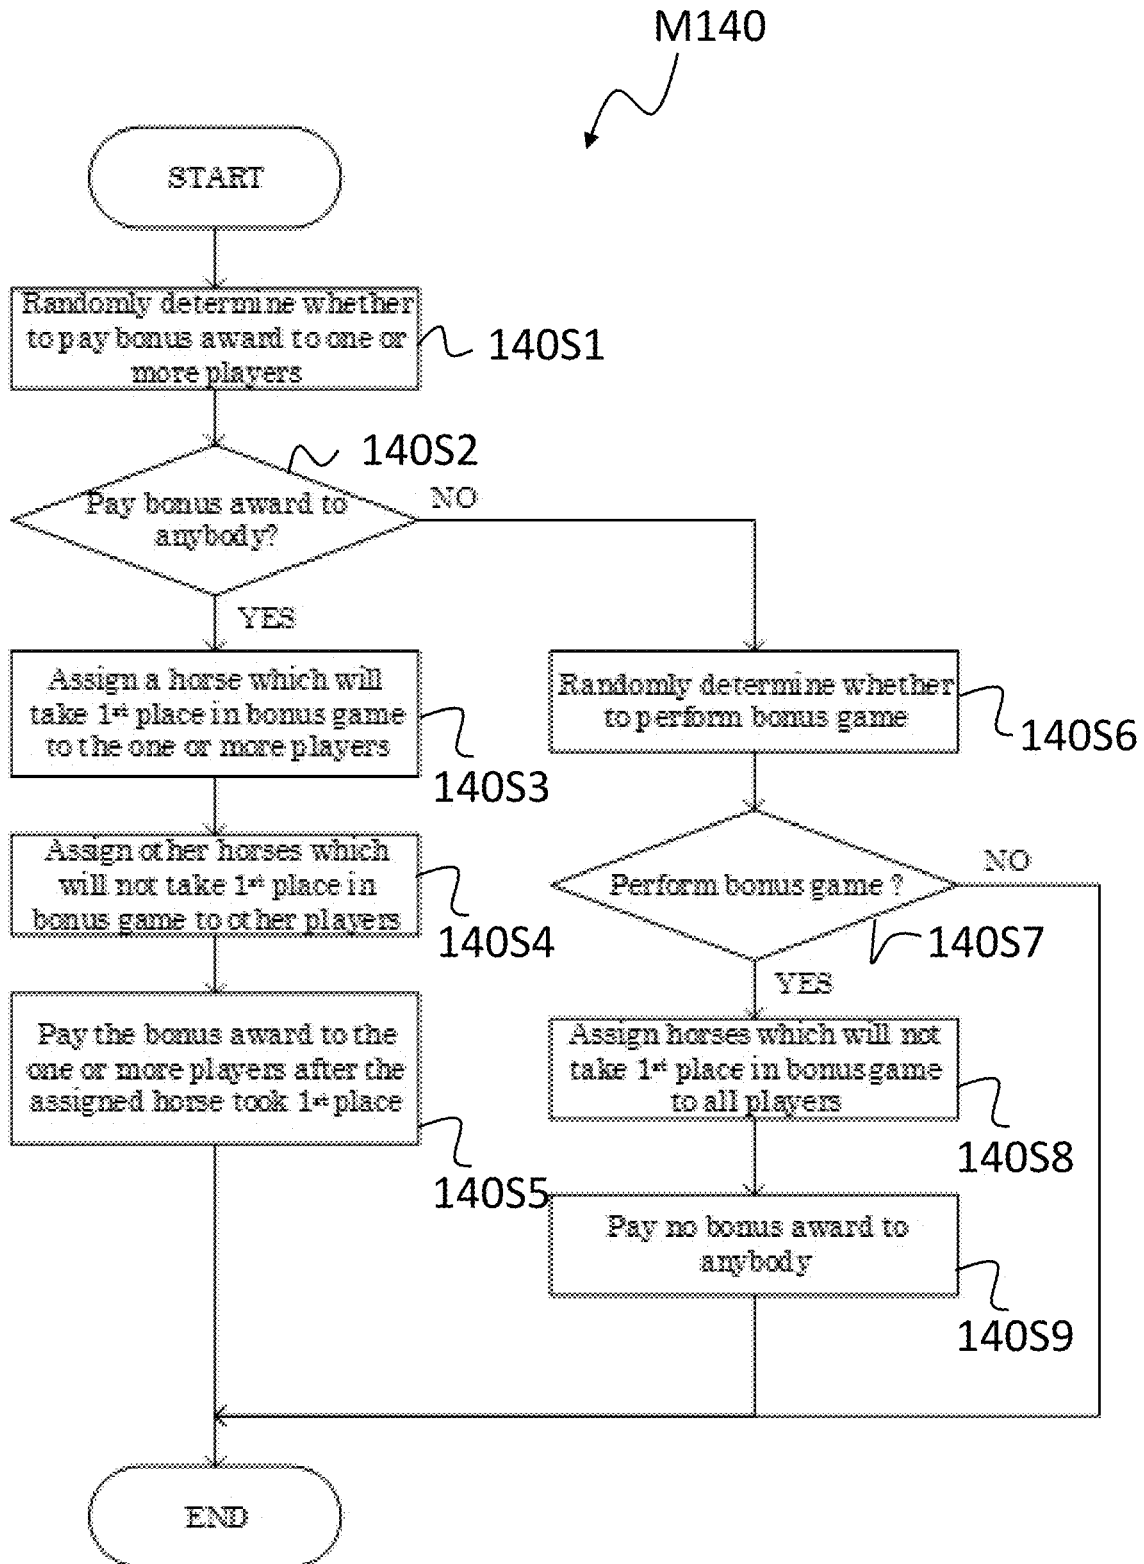 M140
START
Randomly determine whether
to pay bonus award to one or
more players
140S1
140S2
Pay bonus award to
anybody?
NO
YES
Assign a horse which will
take 1st place in bonus game
to the one or more players
140S3
Randomly determine whether
to perform bonus game
140S6
Assign other horses which
will not take 1st place in
bonus game to other players
140S4
Perform bonus game ?
NO
140S7
YES
Pay the bonus award to the
one or more players after the
assigned horse took 1st place
140S5
Assign horses which will not
take 1st place in bonus game
to all players
140S8
Pay no bonus award to
anybody
140S9
END